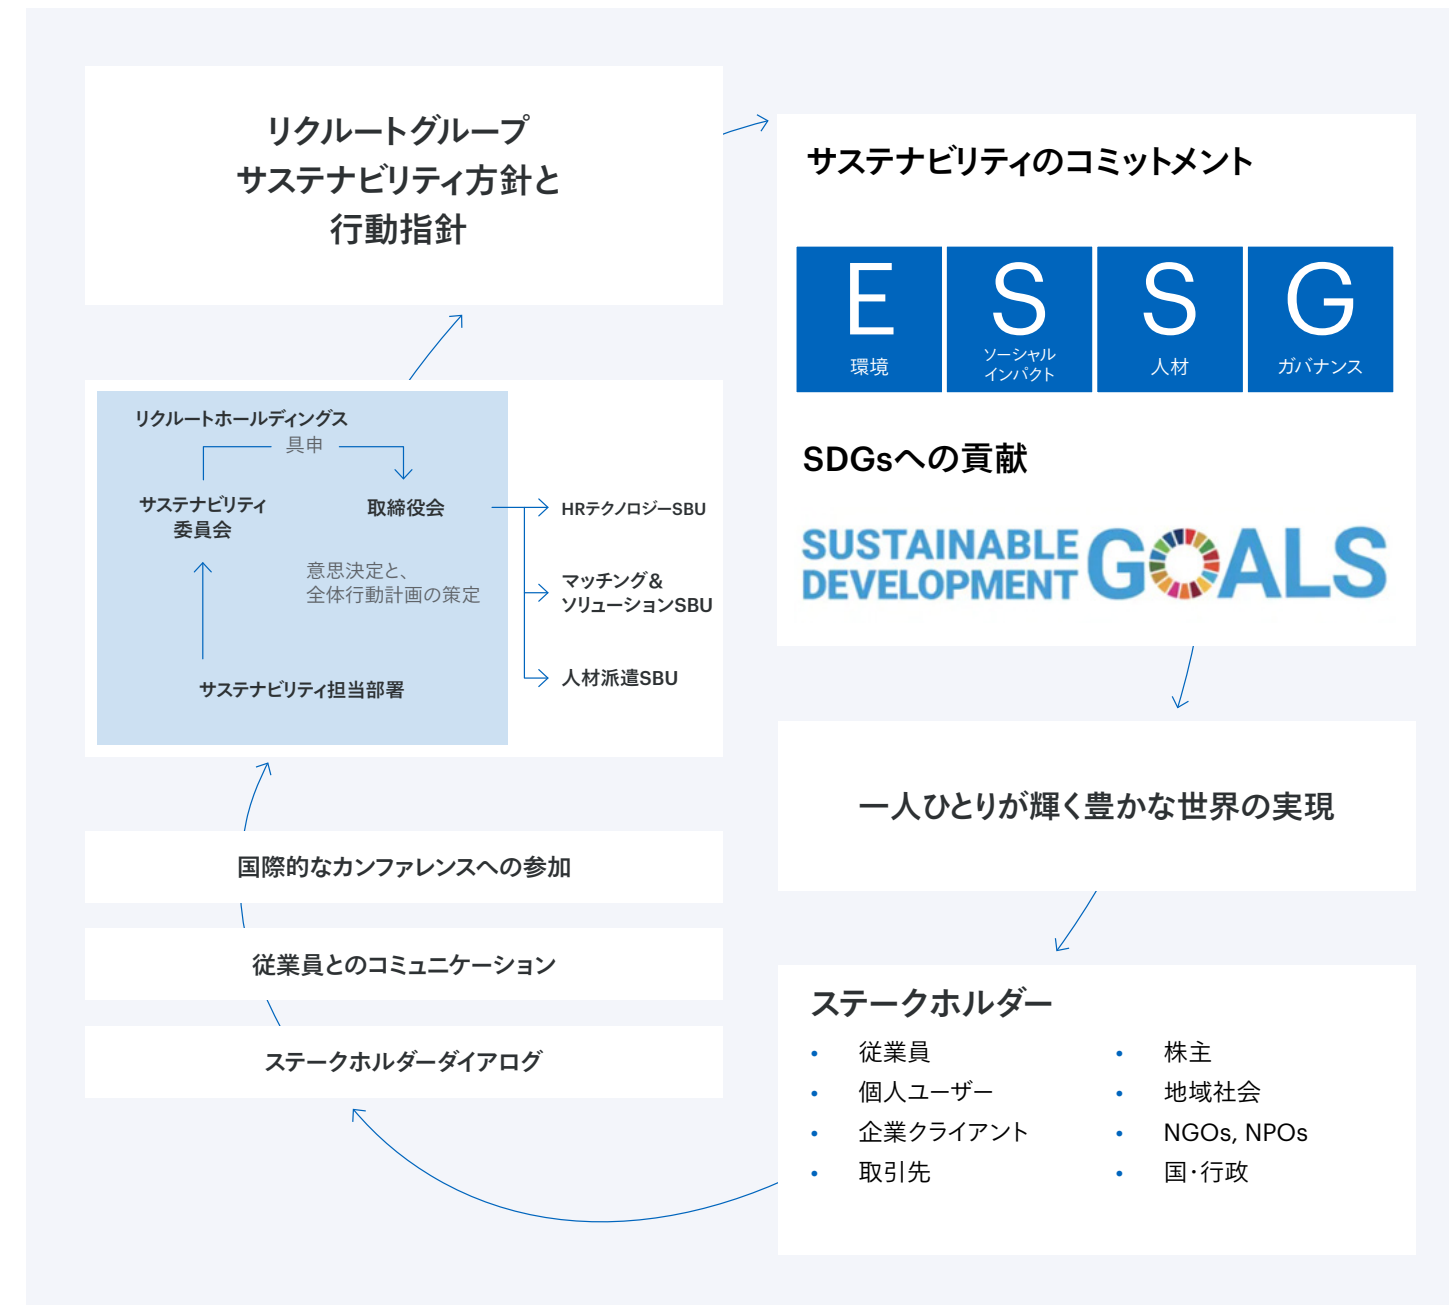 リクルートグループ
サステナビリティ方針と
行動指針
サステナビリティのコミットメント
E
環境
S
ソーシャル
インパクト
S
人材
G
ガバナンス
SDGsへの貢献
SUSTAINABLE
DEVELOPMENT
GOALS
リクルートホールディングス
具申
サステナビリティ
委員会
取締役会
意思決定と、
全体行動計画の策定
サステナビリティ担当部署
HRテクノロジーSBU
マッチング&
ソリューションSBU
人材派遣SBU
一人ひとりが輝く豊かな世界の実現
国際的なカンファレンスへの参加
従業員とのコミュニケーション
ステークホルダーダイアログ
ステークホルダー
• 従業員
• 個人ユーザー
• 企業クライアント
• 取引先
• 株主
• 地域社会
• NGOs, NPOs
• 国・行政